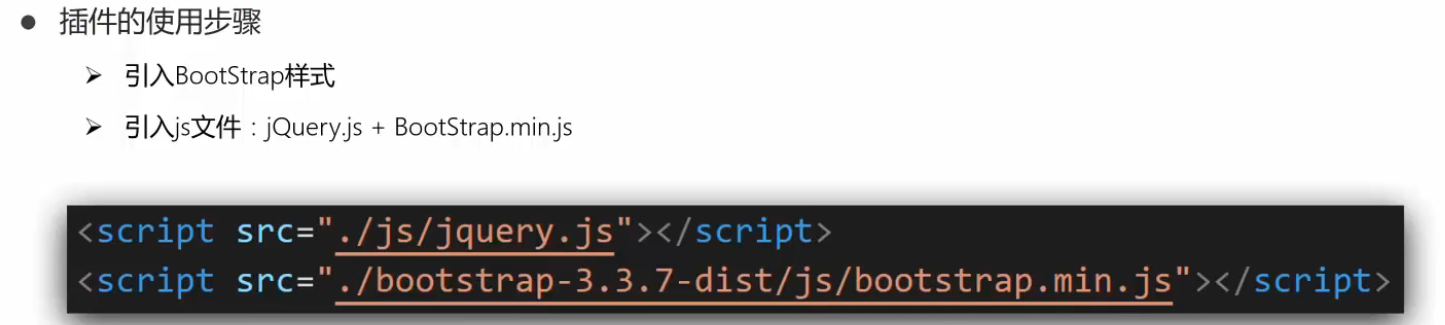 ● 插件的使用步骤
➢ 引入BootStrap样式
➢ 引入js文件：jQuery.js + BootStrap.min.js
<script src="./js/jquery.js"></script>
<script src="./bootstrap-3.3.7-dist/js/bootstrap.min.js"></script>